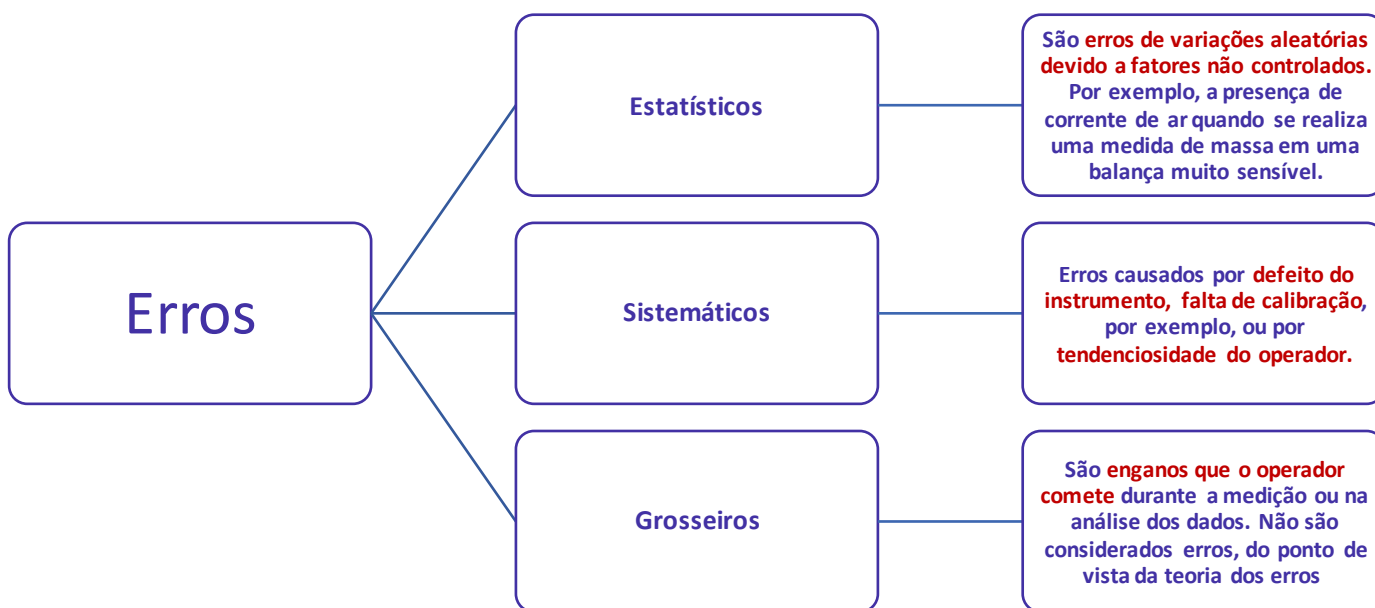 Erros
Estatísticos
São erros de variações aleatórias
devido a fatores não controlados.
Por exemplo, a presença de
corrente de ar quando se realiza
uma medida de massa em uma
balança muito sensível.
Sistemáticos
Erros causados por defeito do
instrumento, falta de calibração,
por exemplo, ou por
tendenciosidade do operador.
Grosseiros
São enganos que o operador
comete durante a medição ou na
análise dos dados. Não são
considerados erros, do ponto de
vista da teoria dos erros